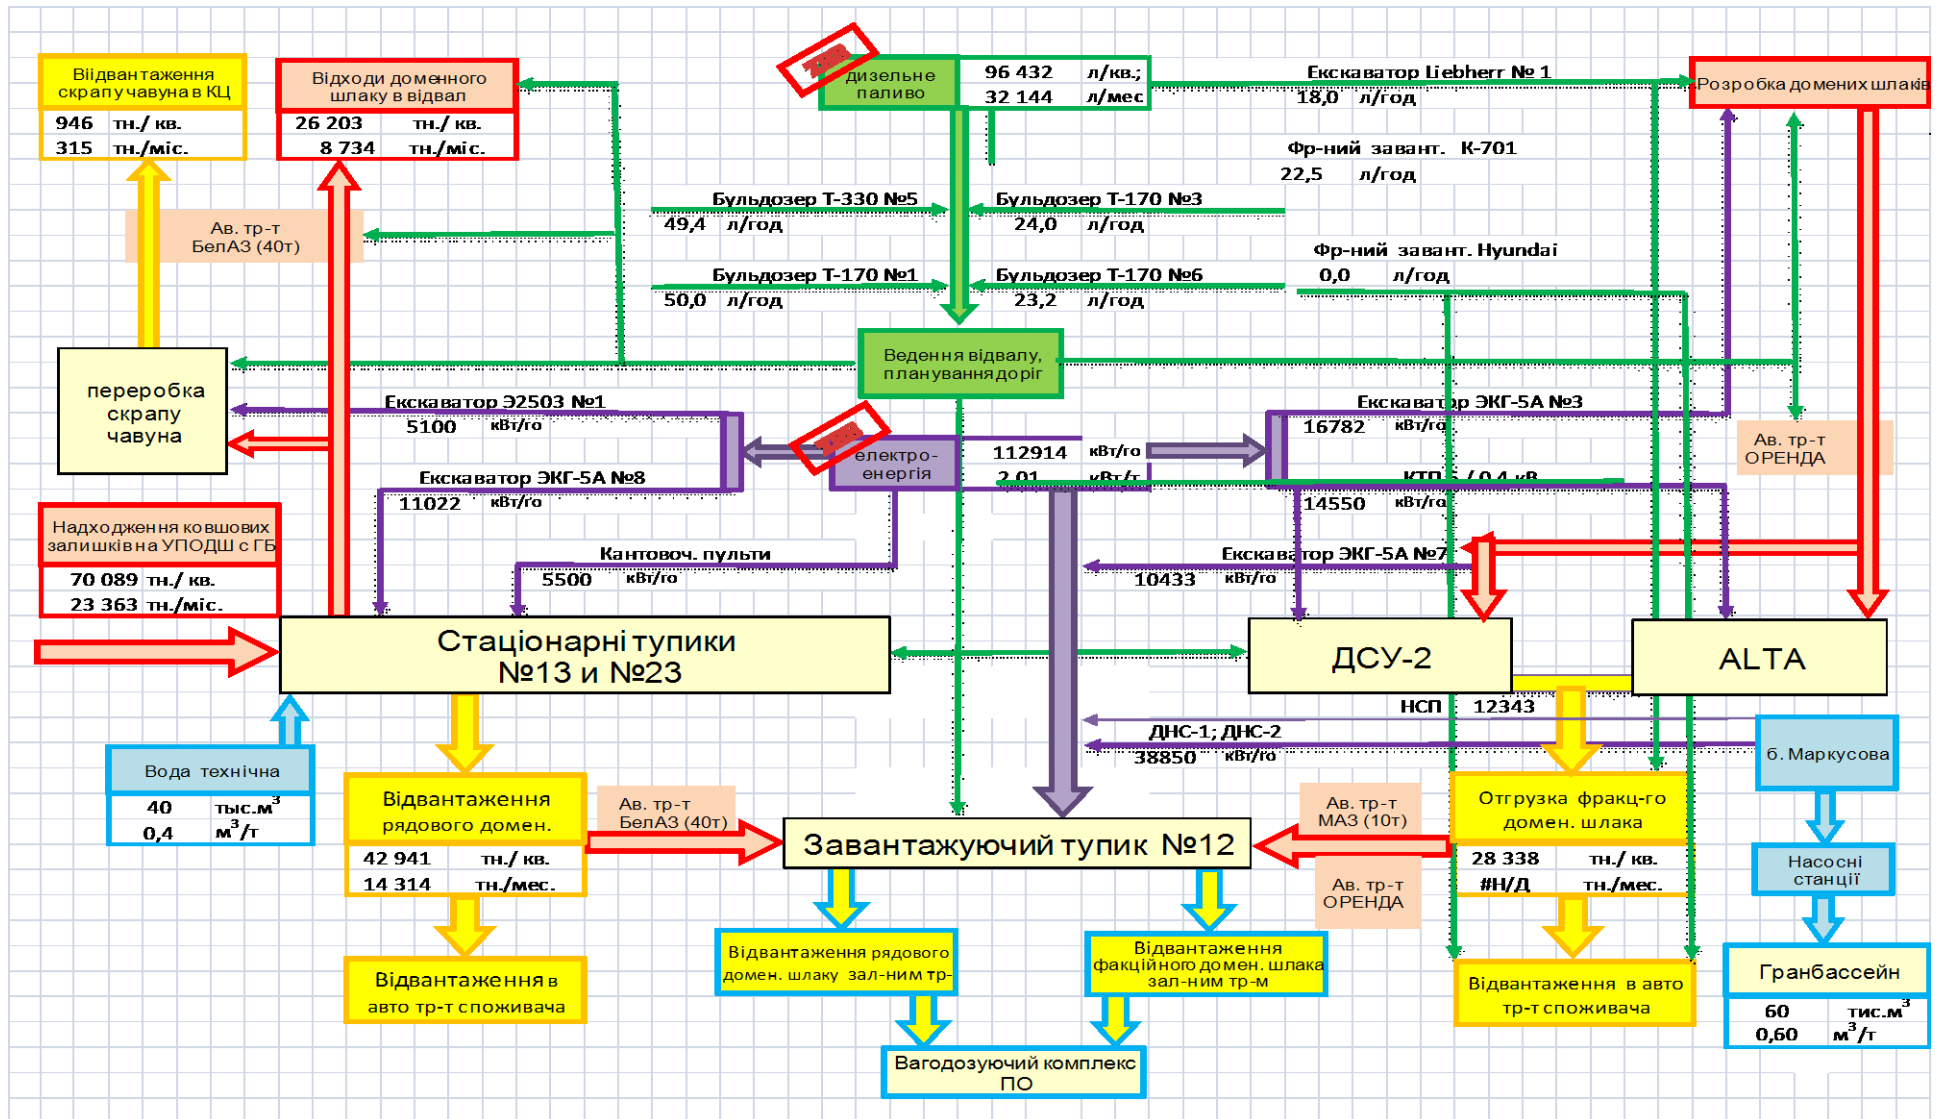 Віідвантаження
скрапу чавуна в КЦ
946 тн./ кв.
315 тн./міс.
Відходи доменного
шлаку в відвал
26 203 тн./ кв.
8 734 тн./міс.
дизельне
паливо
96 432 л/кв.;
32 144 л/мес
Екскаватор Liebherr № 1
18,0 л/год
Розробка домених шлаків
Фр-ний завант. К-701
22,5 л/год
Бульдозер Т-330 №5
49,4 л/год
Бульдозер Т-170 №3
24,0 л/год
Ав. тр-т
БелАЗ (40т)
Фр-ний завант. Hyundai
0,0 л/год
Бульдозер Т-170 №1
50,0 л/год
Бульдозер Т-170 №6
23,2 л/год
Ведення відвалу,
планування доріг
переробка
скрапу
чавуна
Екскаватор Э2503 №1
5100 кВт/го
Екскаватор ЭКГ-5А №3
16782 кВт/го
електро-
енергія
112914 кВт/го
2,01 кВт/т
Ав. тр-т
ОРЕНДА
Екскаватор ЭКГ-5А №8
11022 кВт/го
КТП / 0,4 кВ
14550 кВт/го
Надходження ковшових
залишків на УПОДШ с ГБ
70 089 тн./ кв.
23 363 тн./міс.
Кантовоч. пульти
5500 кВт/го
Екскаватор ЭКГ-5А №7
10433 кВт/го
Стаціонарні тупики
№13 и №23
ДСУ-2
ALTA
НСП 12343
ДНС-1; ДНС-2
38850 кВт/го
б. Маркусова
Вода технічна
40 тыс.м³
0,4 м³/т
Відвантаження
рядового домен.
42 941 тн./ кв.
14 314 тн./мес.
Ав. тр-т
БелАЗ (40т)
Завантажуючий тупик №12
Ав. тр-т
МАЗ (10т)
Ав. тр-т
ОРЕНДА
Отгрузка фракц-го
домен. шлака
28 338 тн./ кв.
#Н/Д тн./мес.
Насосні
станції
Відвантаження в
авто тр-т споживача
Відвантаження рядового
домен. шлаку зал-ним тр-
Відвантаження
факційного домен. шлака
зал-ним тр-м
Відвантаження в авто
тр-т споживача
Гранбассейн
60 тис.м³
0,60 м³/т
Вагодозуючий комплекс
ПО